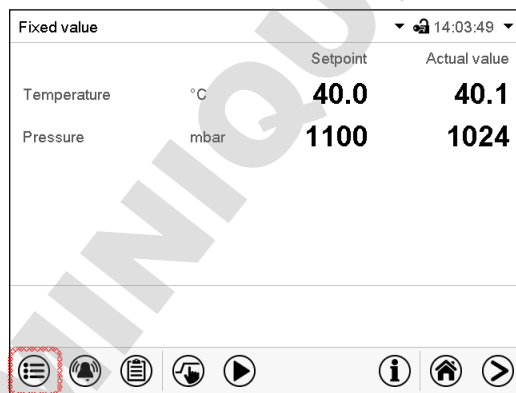 Fixed value 14:03:49
Setpoint Actual value
Temperature °C 40.0 40.1
Pressure mbar 1100 1024